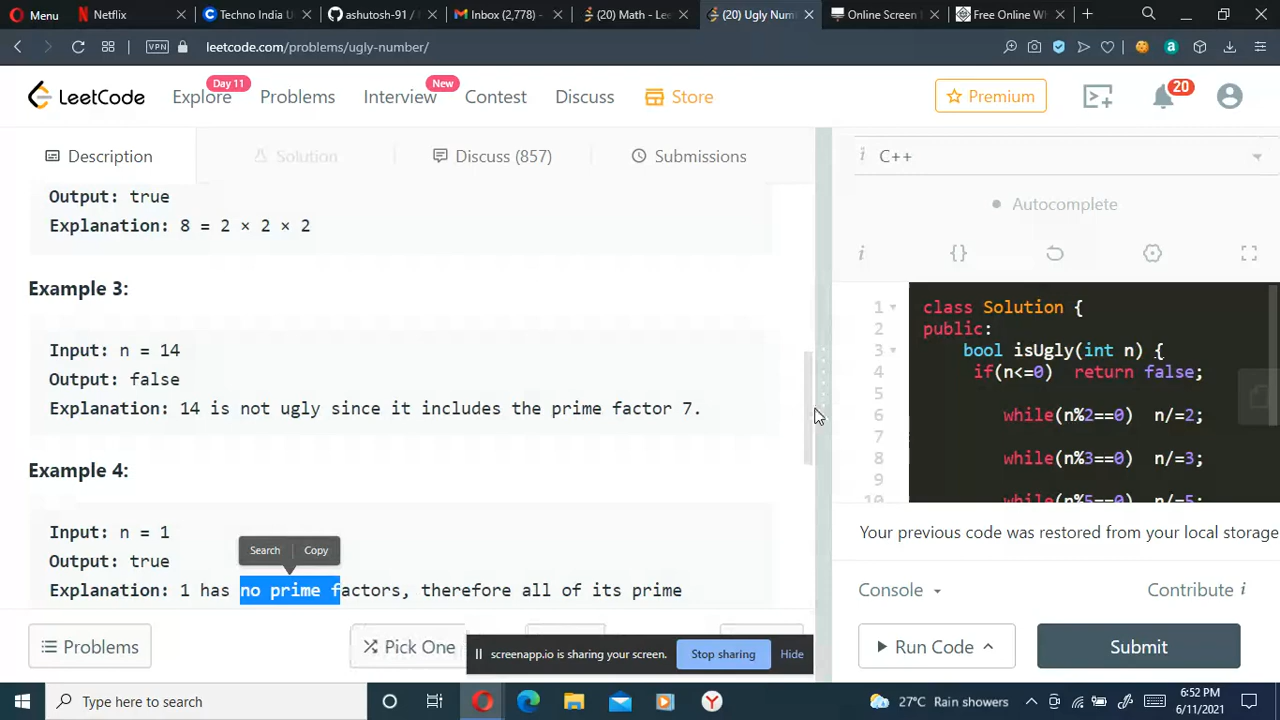 Menu
Netflix
Techno India U
ashutosh-91 /
Inbox (2,778) -
(20) Math - Lee
(20) Ugly Num
Online Screen
Free Online W
VPN
leetcode.com/problems/ugly-number/
LeetCode
Explore
Day 11
Problems
Interview
New
Contest
Discuss
Store
Premium
20
Description
Solution
Discuss (857)
Submissions
Output: true
Explanation: 8 = 2 × 2 × 2
Example 3:
Input: n = 14
Output: false
Explanation: 14 is not ugly since it includes the prime factor 7.
Example 4:
Input: n = 1
Output: true
Search
Copy
Explanation: 1 has no prime factors, therefore all of its prime
Problems
Pick One
screenapp.io is sharing your screen.
Stop sharing
Hide
i
C++
Autocomplete
i
{}
1 class Solution {
2 public:
3 bool isUgly(int n) {
4 if(n<=0) return false;
5
6 while(n%2==0) n/=2;
7
8 while(n%3==0) n/=3;
9
10 while(n%5==0) n/=5;
Your previous code was restored from your local storage
Console
Contribute i
Run Code
Submit
Type here to search
27°C Rain showers
6:52 PM
6/11/2021